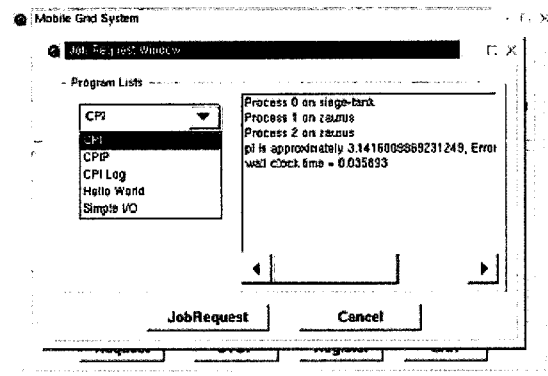 Mobile Grid System
Job Request Window
Program Lists
CPI
CPI
CPIP
CPI Log
Hello World
Simple I/O
Process 0 on siege-tank
Process 1 on zaurus
Process 2 on zaurus
pi is approximately 3.1416009869231249, Error
wall clock time = 0.035893
JobRequest
Cancel